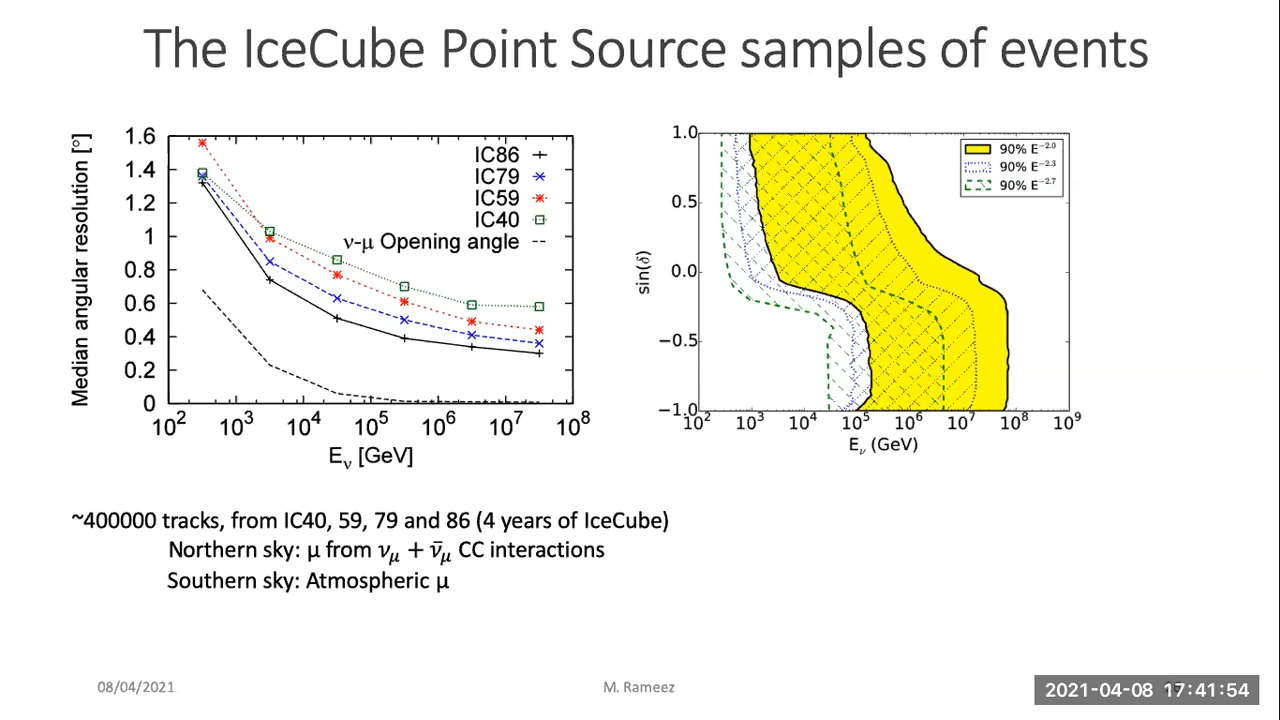 The IceCube Point Source samples of events
Median angular resolution [°]
1.6
1.4
1.2
1
0.8
0.6
0.4
0.2
0
10² 10³ 10⁴ 10⁵ 10⁶ 10⁷ 10⁸
Eν [GeV]
IC86
IC79
IC59
IC40
ν-μ Opening angle
sin(δ)
1.0
0.5
0.0
−0.5
−1.0
10² 10³ 10⁴ 10⁵ 10⁶ 10⁷ 10⁸ 10⁹
Eν (GeV)
90% E⁻²·⁰
90% E⁻²·³
90% E⁻²·⁷
~400000 tracks, from IC40, 59, 79 and 86 (4 years of IceCube)
Northern sky: μ from νμ + ν̄μ CC interactions
Southern sky: Atmospheric μ
08/04/2021
M. Rameez
2021-04-08 17:41:54